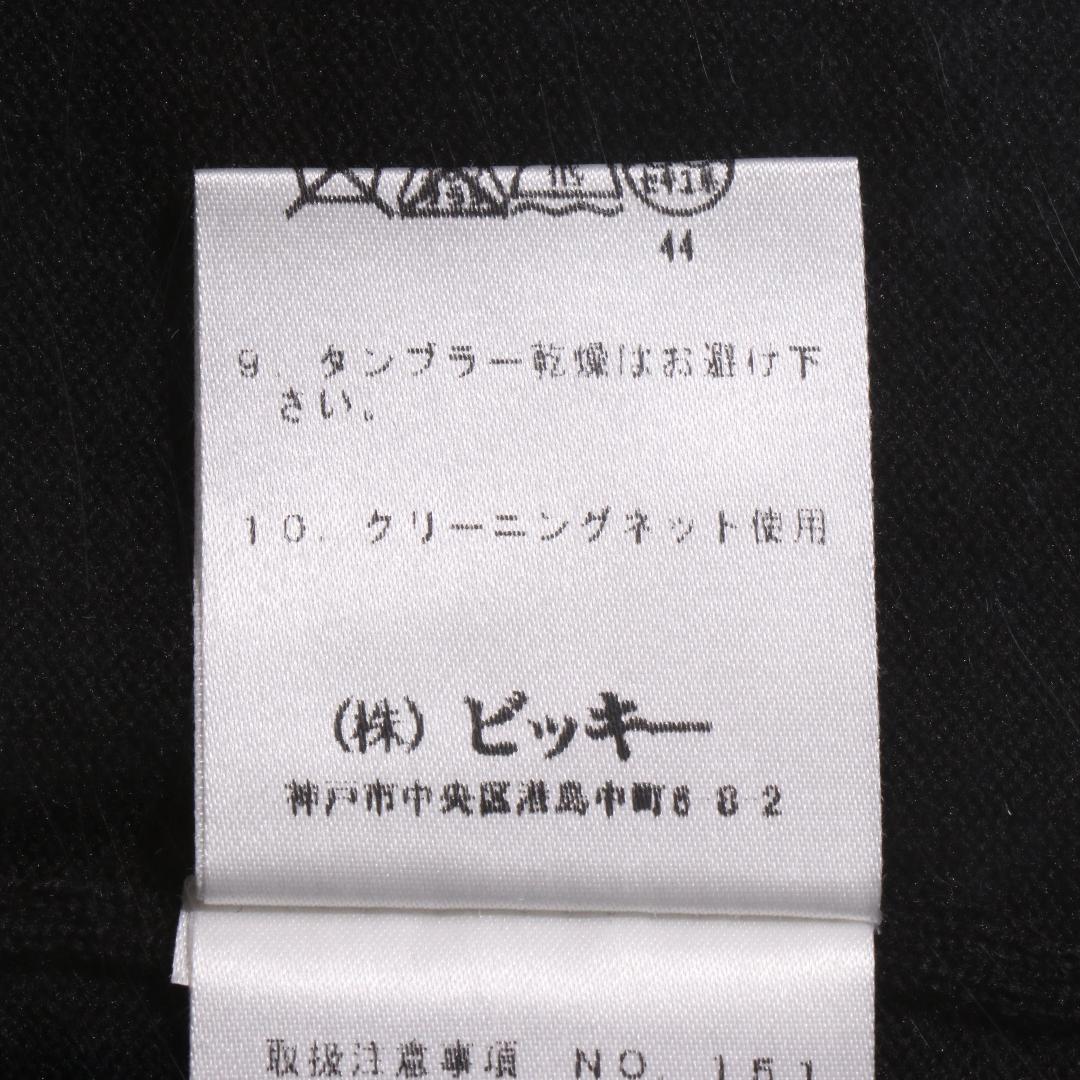 44
9．タンブラー乾燥はお避け下
さい。
10．クリーニングネット使用
(株) ビッキー
神戸市中央区港島中町6-8-2
取扱注意事項 NO. 151